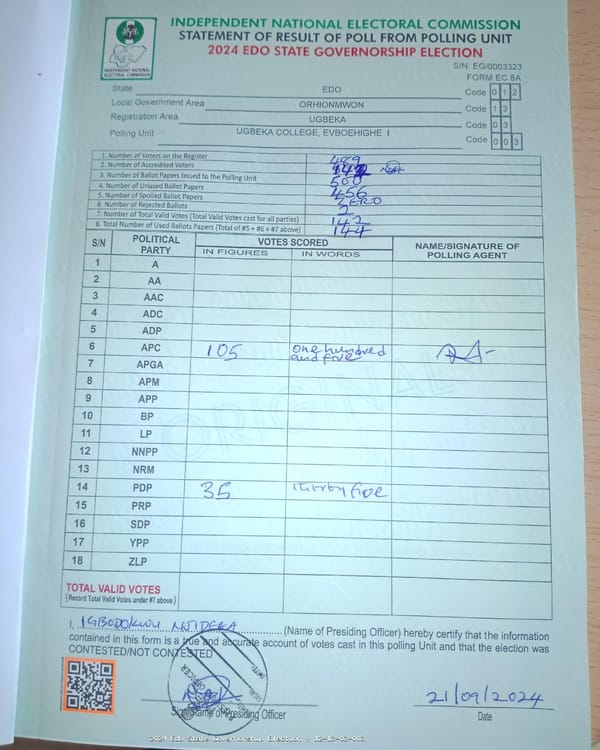 INDEPENDENT NATIONAL ELECTORAL COMMISSION
STATEMENT OF RESULT OF POLL FROM POLLING UNIT
2024 EDO STATE GOVERNORSHIP ELECTION
INDEPENDENT NATIONAL ELECTORAL COMMISSION
S/N. EG/0003323
FORM EC 8A
State EDO Code 0 1 2
Local Government Area ORHIONMWON Code 1 3
Registration Area UGBEKA Code 0 3
Polling Unit UGBEKA COLLEGE, EVBOEHIGHE I Code 0 0 3
1. Number of Voters on the Register 489
2. Number of Accredited Voters
3. Number of Ballot Papers Issued to the Polling Unit 500
4. Number of Unused Ballot Papers 456
5. Number of Spoiled Ballot Papers ZERO
6. Number of Rejected Ballots 2
7. Number of Total Valid Votes (Total Valid Votes cast for all parties) 142
8. Total Number of Used Ballots Papers (Total of #5 + #6 + #7 above) 144
S/N POLITICAL PARTY VOTES SCORED NAME/SIGNATURE OF POLLING AGENT
IN FIGURES IN WORDS
1 A
2 AA
3 AAC
4 ADC
5 ADP
6 APC 105 one hundred and five
7 APGA
8 APM
9 APP
10 BP
11 LP
12 NNPP
13 NRM
14 PDP 35 thirty five
15 PRP
16 SDP
17 YPP
18 ZLP
ORIGINAL
TOTAL VALID VOTES
(Record Total Valid Votes under #7 above)
I, (Name of Presiding Officer) hereby certify that the information
contained in this form is a true and accurate account of votes cast in this polling Unit and that the election was
CONTESTED/NOT CONTESTED
21/09/2024
Sign/Name of Presiding Officer Date
2024 Edo State Governorship Election : 12-13-03-003